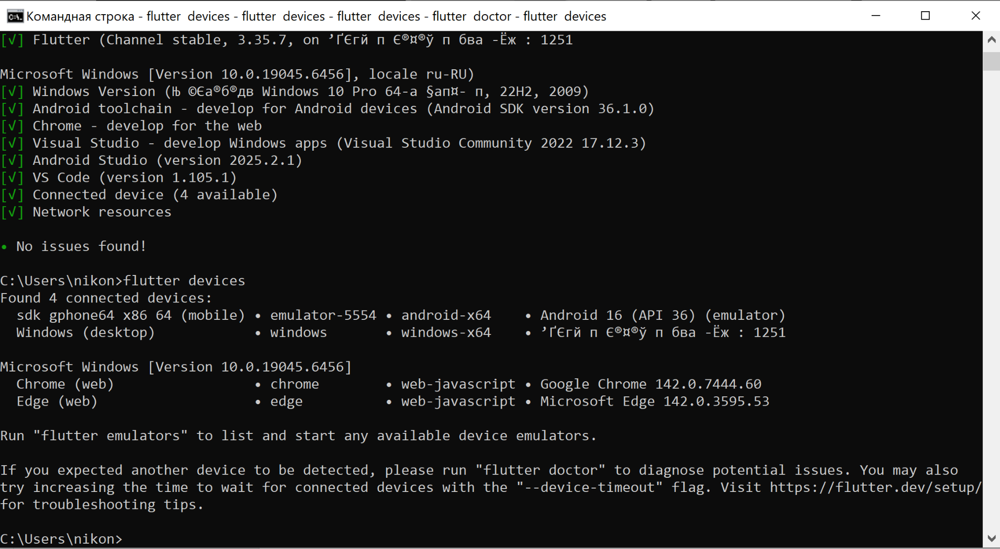 Командная строка - flutter  devices - flutter  devices - flutter  devices - flutter  doctor - flutter  devices
[√] Flutter (Channel stable, 3.35.7, on ’ҐЄгй п Є®¤®ў п бва -Ёж : 1251
Microsoft Windows [Version 10.0.19045.6456], locale ru-RU)
[√] Windows Version (Њ ©Єа®б®дв Windows 10 Pro 64-а §ап¤- п, 22H2, 2009)
[√] Android toolchain - develop for Android devices (Android SDK version 36.1.0)
[√] Chrome - develop for the web
[√] Visual Studio - develop Windows apps (Visual Studio Community 2022 17.12.3)
[√] Android Studio (version 2025.2.1)
[√] VS Code (version 1.105.1)
[√] Connected device (4 available)
[√] Network resources
• No issues found!
C:\Users\nikon>flutter devices
Found 4 connected devices:
  sdk gphone64 x86 64 (mobile) • emulator-5554 • android-x64    • Android 16 (API 36) (emulator)
  Windows (desktop)            • windows       • windows-x64    • ’ҐЄгй п Є®¤®ў п бва -Ёж : 1251
Microsoft Windows [Version 10.0.19045.6456]
  Chrome (web)                 • chrome        • web-javascript • Google Chrome 142.0.7444.60
  Edge (web)                   • edge          • web-javascript • Microsoft Edge 142.0.3595.53
Run "flutter emulators" to list and start any available device emulators.
If you expected another device to be detected, please run "flutter doctor" to diagnose potential issues. You may also
try increasing the time to wait for connected devices with the "--device-timeout" flag. Visit https://flutter.dev/setup/
for troubleshooting tips.
C:\Users\nikon>